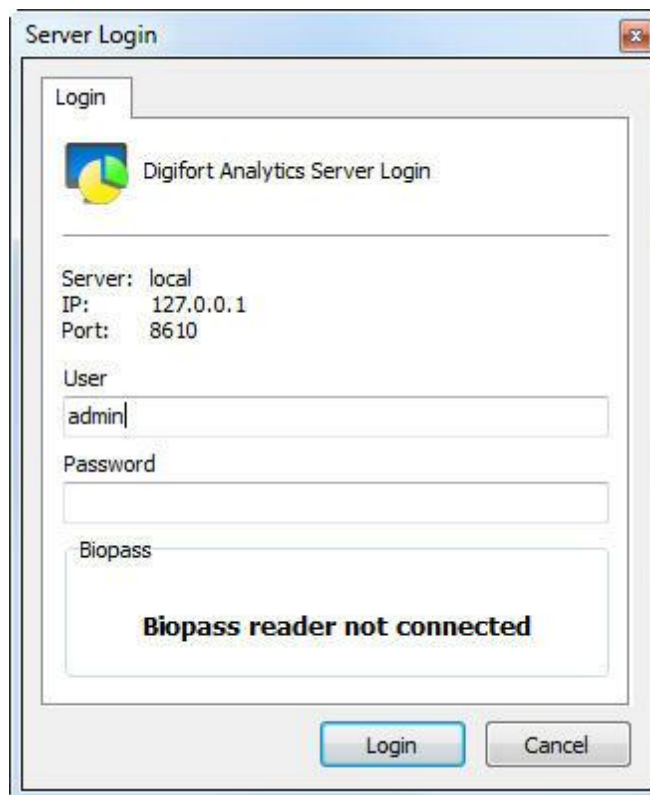 Server Login
Login
Digifort Analytics Server Login
Server: local
IP: 127.0.0.1
Port: 8610
User
admin
Password
Biopass
Biopass reader not connected
Login Cancel